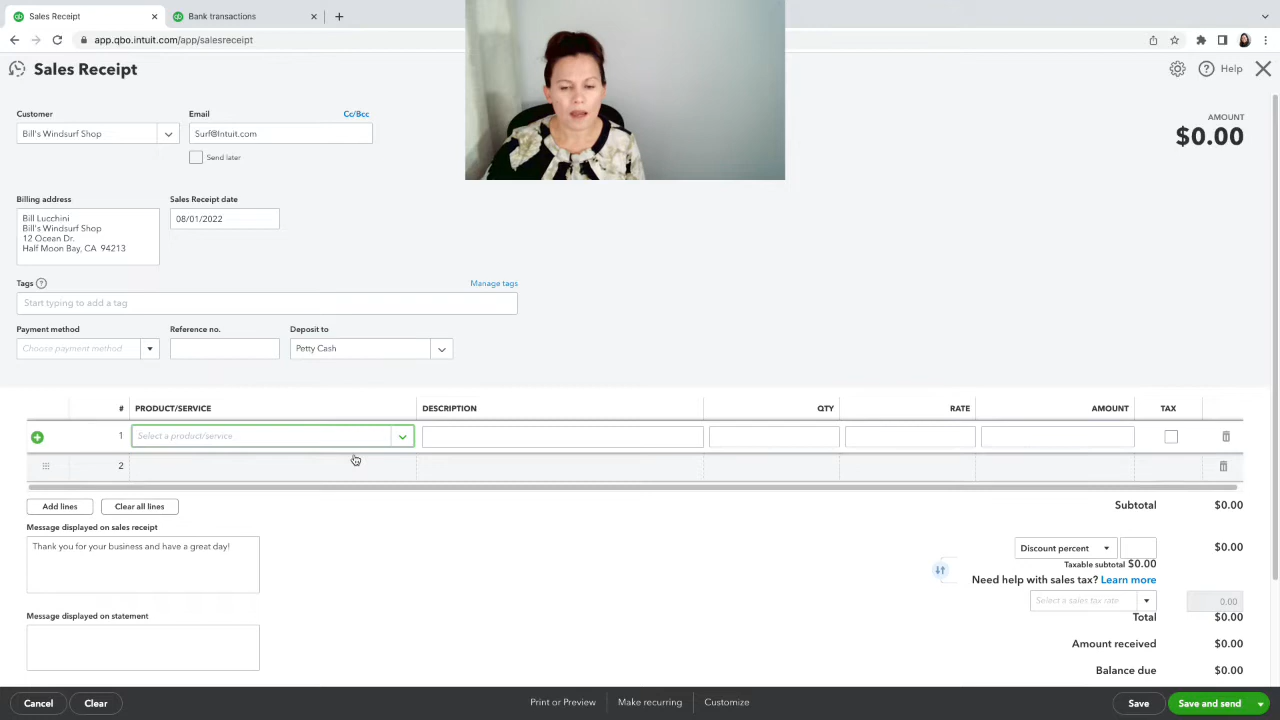 Sales Receipt
Bank transactions
app.qbo.intuit.com/app/salesreceipt
Sales Receipt
Help
Customer
Email
Cc/Bcc
AMOUNT
Bill's Windsurf Shop
Surf@Intuit.com
$0.00
Send later
Billing address
Sales Receipt date
Bill Lucchini
08/01/2022
Bill's Windsurf Shop
12 Ocean Dr.
Half Moon Bay, CA 94213
Tags
Manage tags
Start typing to add a tag
Payment method
Reference no.
Deposit to
Choose payment method
Petty Cash
# PRODUCT/SERVICE DESCRIPTION QTY RATE AMOUNT TAX
1 Select a product/service
2
Add lines
Clear all lines
Subtotal $0.00
Message displayed on sales receipt
Thank you for your business and have a great day!
Discount percent
$0.00
Taxable subtotal $0.00
Need help with sales tax? Learn more
Select a sales tax rate
0.00
Message displayed on statement
Total $0.00
Amount received $0.00
Balance due $0.00
Cancel
Clear
Print or Preview
Make recurring
Customize
Save
Save and send